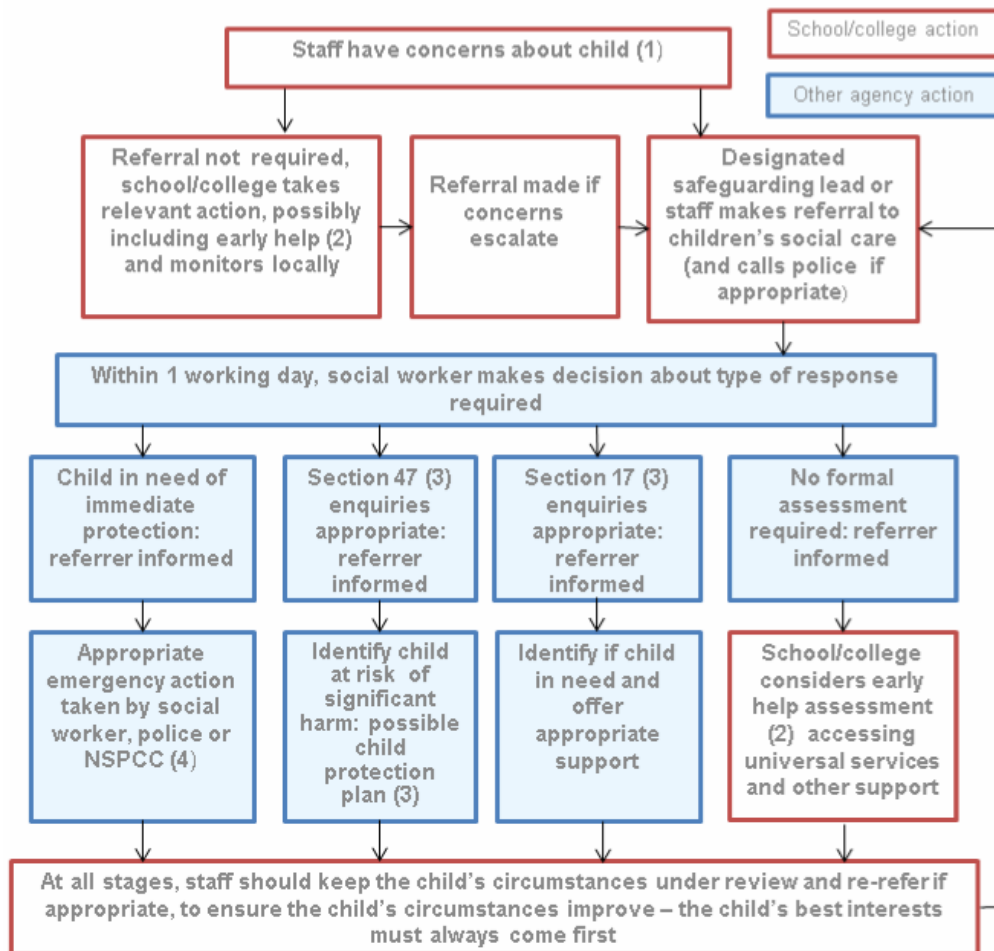 School/college action
Other agency action
Staff have concerns about child (1)
Referral not required,
school/college takes
relevant action, possibly
including early help (2)
and monitors locally
Referral made if
concerns
escalate
Designated
safeguarding lead or
staff makes referral to
children’s social care
(and calls police if
appropriate)
Within 1 working day, social worker makes decision about type of response
required
Child in need of
immediate
protection:
referrer informed
Section 47 (3)
enquiries
appropriate:
referrer
informed
Section 17 (3)
enquiries
appropriate:
referrer
informed
No formal
assessment
required: referrer
informed
Appropriate
emergency action
taken by social
worker, police or
NSPCC (4)
Identify child
at risk of
significant
harm: possible
child
protection
plan (3)
Identify if child
in need and
offer
appropriate
support
School/college
considers early
help assessment
(2) accessing
universal services
and other support
At all stages, staff should keep the child’s circumstances under review and re-refer if
appropriate, to ensure the child’s circumstances improve – the child’s best interests
must always come first